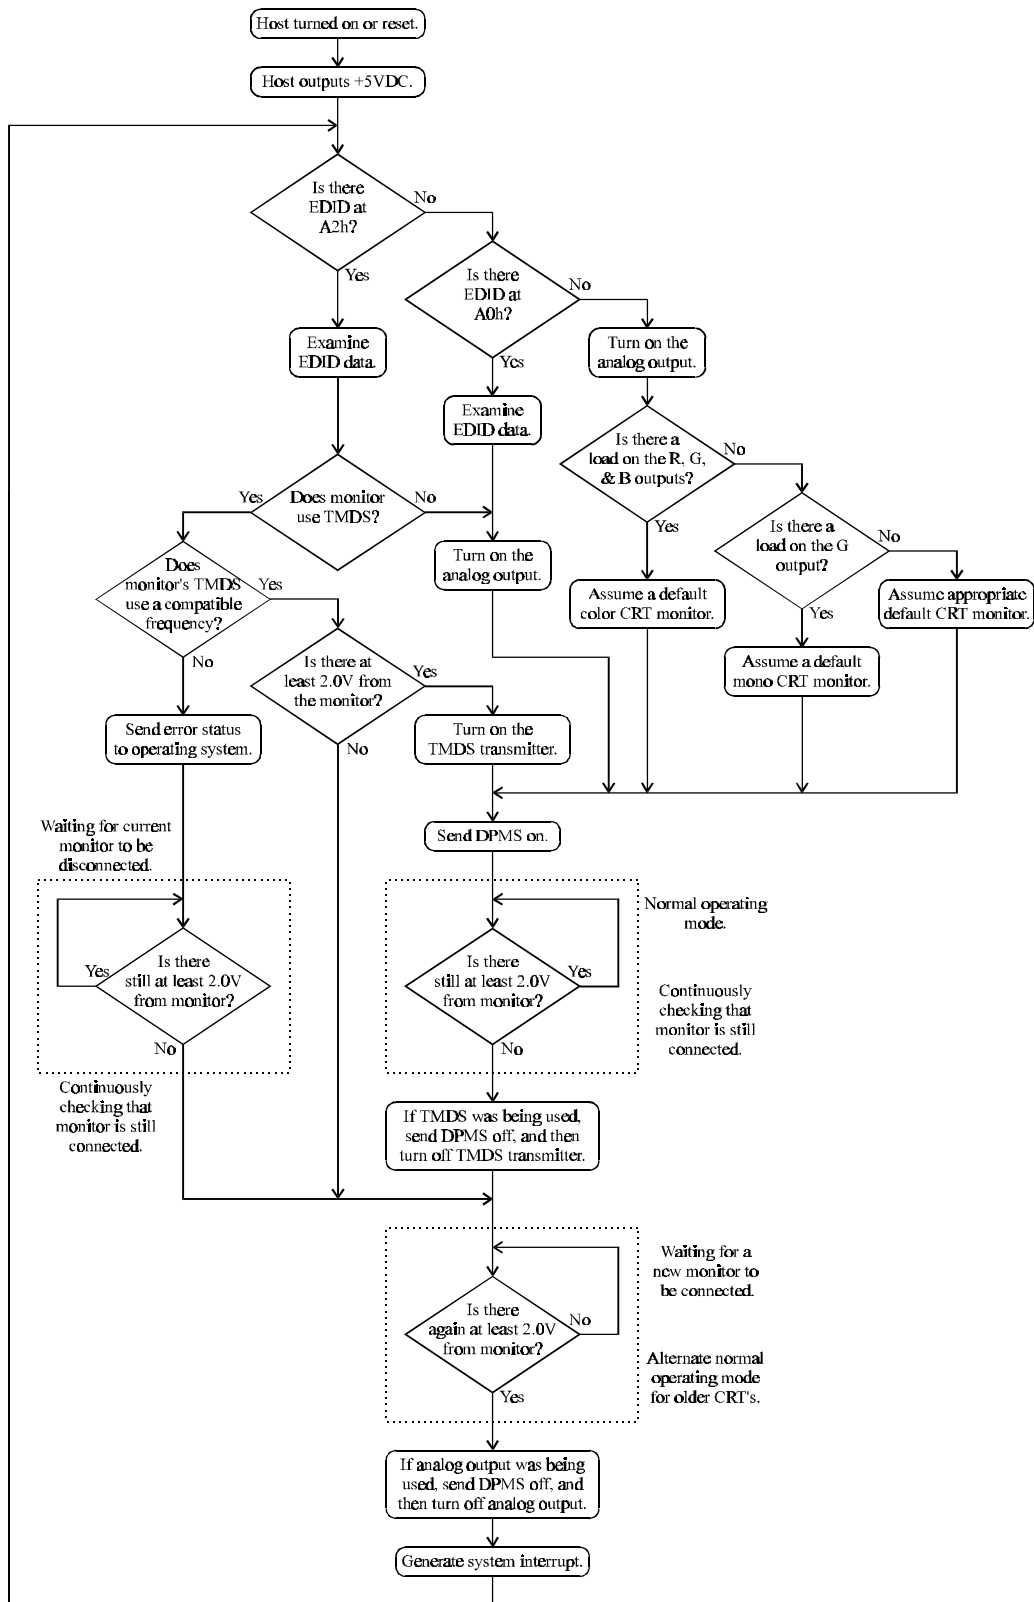 Host turned on or reset.
Host outputs +5VDC.
Is there
EDID at
A2h?
No
Yes
Is there
EDID at
A0h?
No
Yes
Examine
EDID data.
Turn on the
analog output.
Examine
EDID data.
Is there a
load on the R, G,
& B outputs?
No
Yes
Does monitor
use TMDS?
Yes
No
Is there a
load on the G
output?
No
Yes
Turn on the
analog output.
Does
monitor's TMDS
use a compatible
frequency?
Yes
No
Assume a default
color CRT monitor.
Assume appropriate
default CRT monitor.
Is there at
least 2.0V from
the monitor?
Yes
No
Assume a default
mono CRT monitor.
Send error status
to operating system.
Turn on the
TMDS transmitter.
Waiting for current
monitor to be
disconnected.
Send DPMS on.
Normal operating
mode.
Is there
still at least 2.0V
from monitor?
Yes
No
Is there
still at least 2.0V
from monitor?
Yes
No
Continuously
checking that
monitor is still
connected.
Continuously
checking that
monitor is still
connected.
If TMDS was being used,
send DPMS off, and then
turn off TMDS transmitter.
Waiting for a
new monitor to
be connected.
Is there
again at least 2.0V
from monitor?
No
Yes
Alternate normal
operating mode
for older CRT's.
If analog output was being
used, send DPMS off, and
then turn off analog output.
Generate system interrupt.